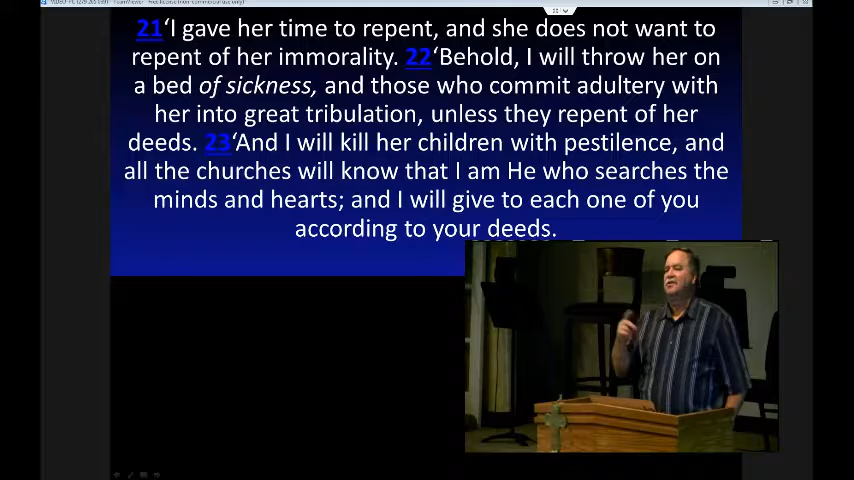 21‘I gave her time to repent, and she does not want to
repent of her immorality. 22‘Behold, I will throw her on
a bed of sickness, and those who commit adultery with
her into great tribulation, unless they repent of her
deeds. 23‘And I will kill her children with pestilence, and
all the churches will know that I am He who searches the
minds and hearts; and I will give to each one of you
according to your deeds.